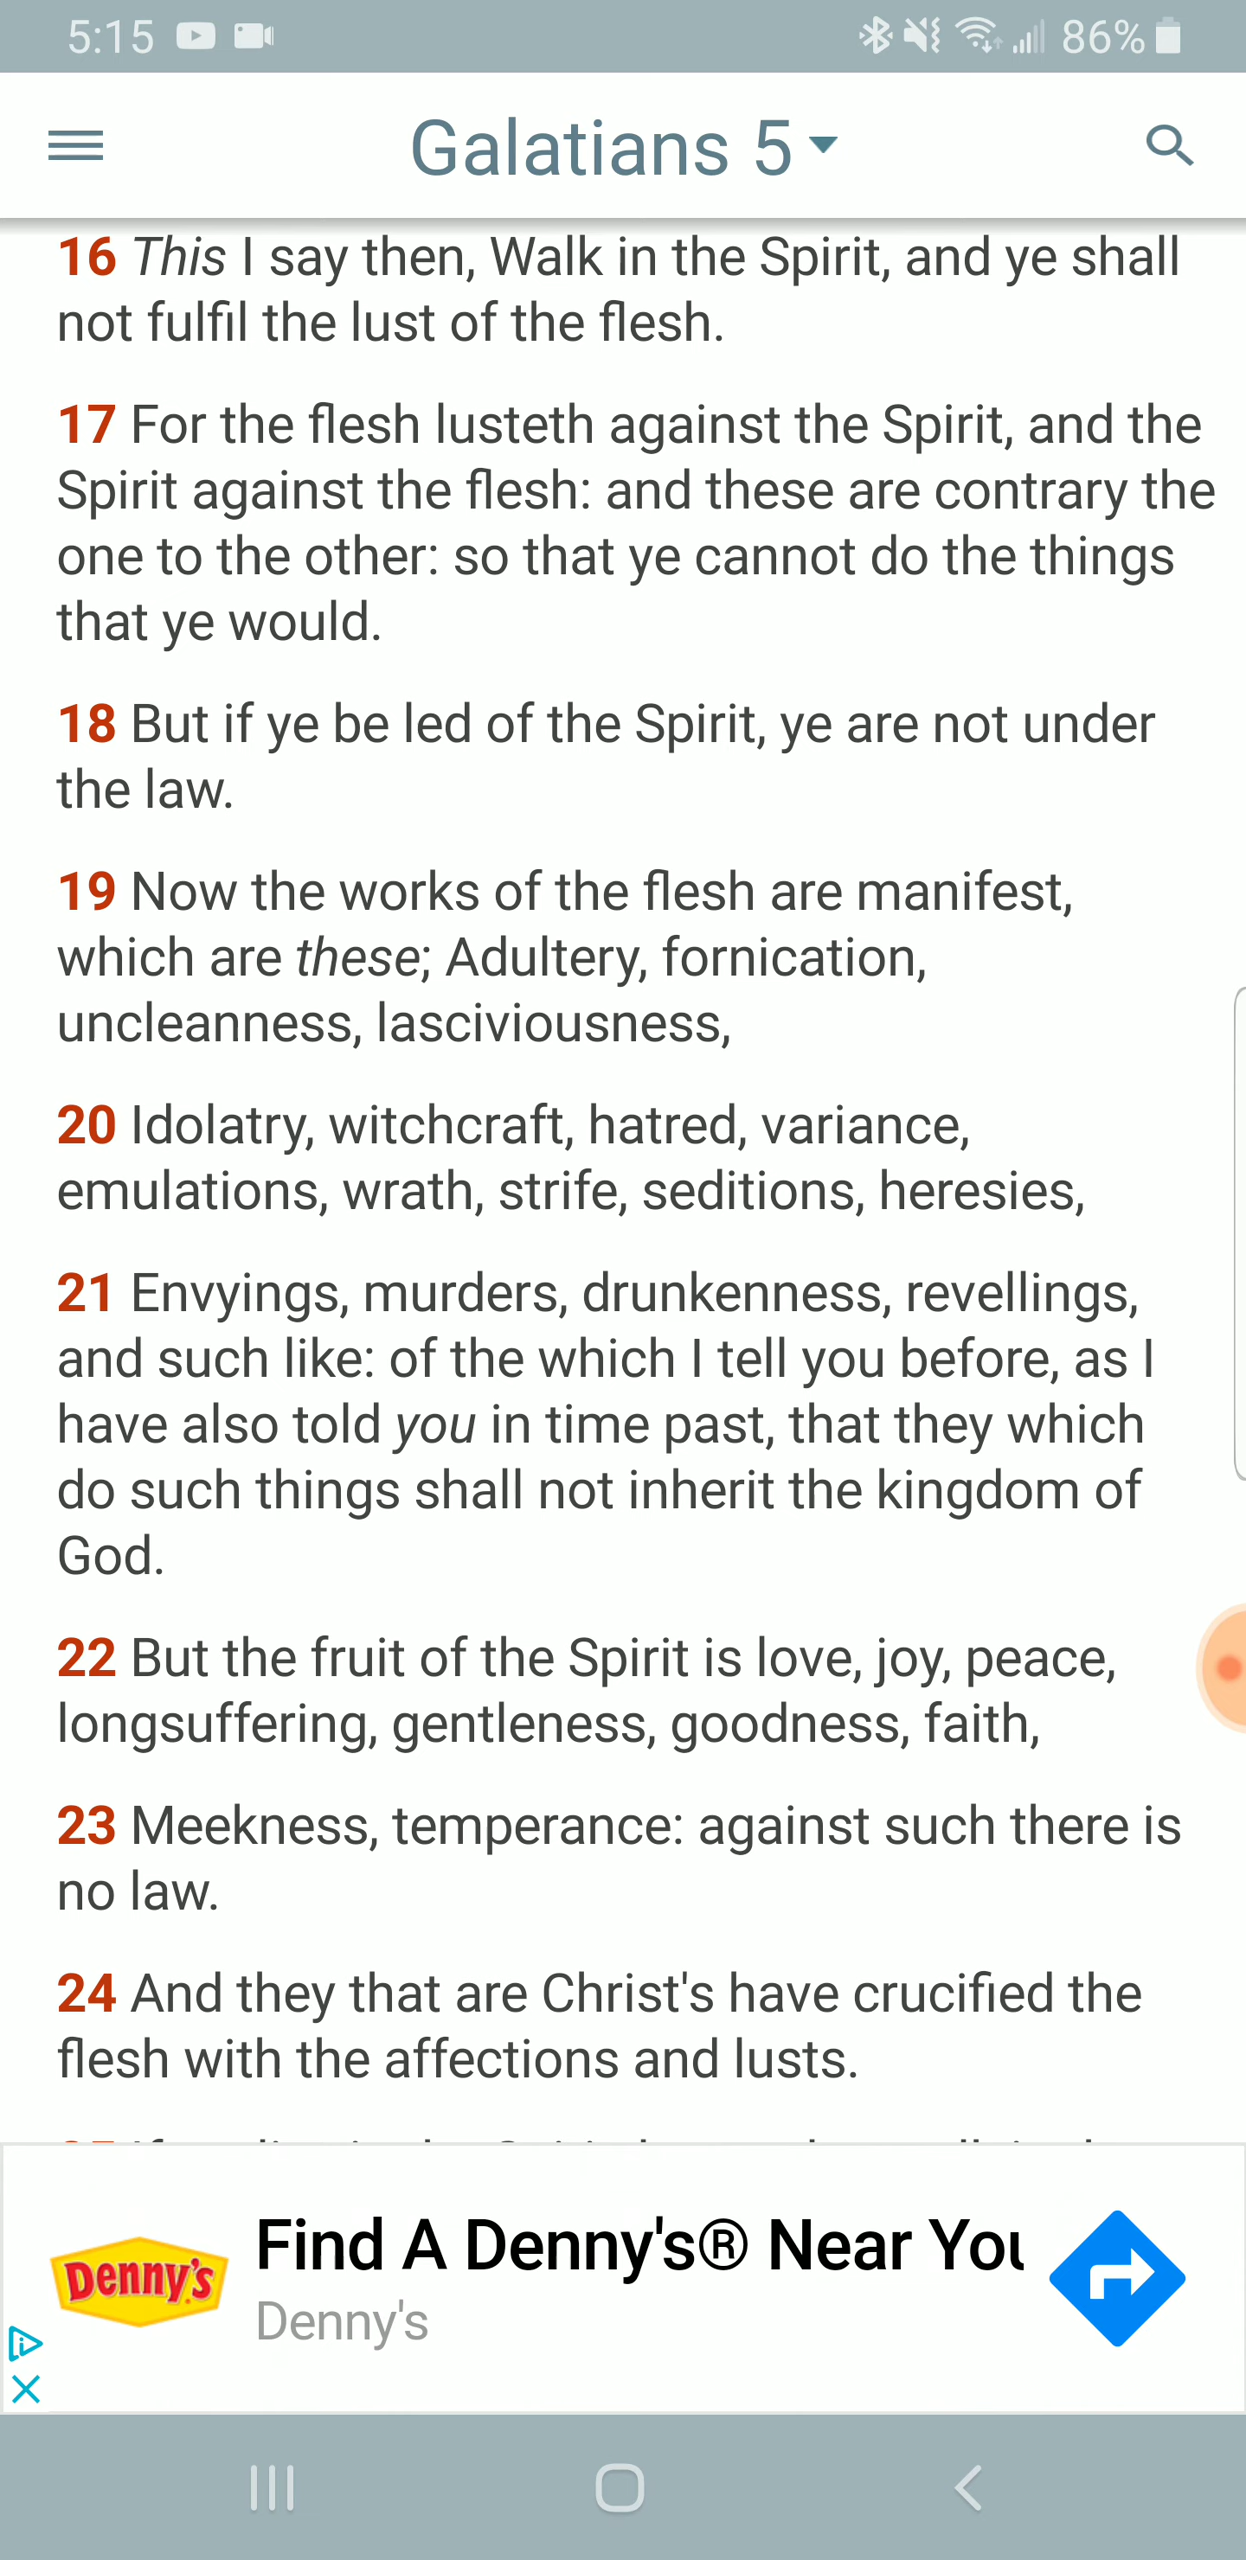 5:15 86%
Galatians 5
16 This I say then, Walk in the Spirit, and ye shall
not fulfil the lust of the flesh.
17 For the flesh lusteth against the Spirit, and the
Spirit against the flesh: and these are contrary the
one to the other: so that ye cannot do the things
that ye would.
18 But if ye be led of the Spirit, ye are not under
the law.
19 Now the works of the flesh are manifest,
which are these; Adultery, fornication,
uncleanness, lasciviousness,
20 Idolatry, witchcraft, hatred, variance,
emulations, wrath, strife, seditions, heresies,
21 Envyings, murders, drunkenness, revellings,
and such like: of the which I tell you before, as I
have also told you in time past, that they which
do such things shall not inherit the kingdom of
God.
22 But the fruit of the Spirit is love, joy, peace,
longsuffering, gentleness, goodness, faith,
23 Meekness, temperance: against such there is
no law.
24 And they that are Christ's have crucified the
flesh with the affections and lusts.
Denny's
Find A Denny's® Near You
Denny's